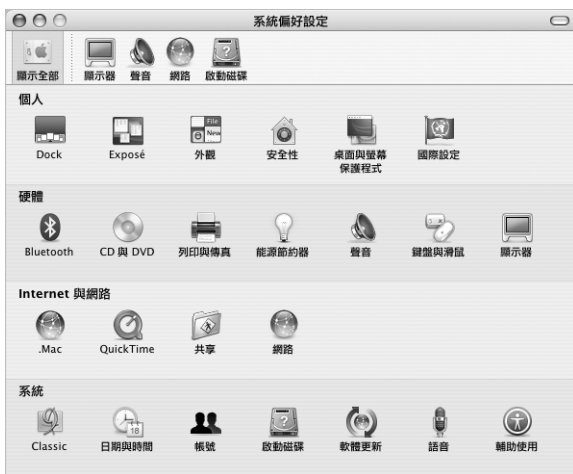 系統偏好設定
顯示全部 顯示器 聲音 網路 啟動磁碟
個人
Dock Exposé 外觀 安全性 桌面與螢幕保護程式 國際設定
硬體
Bluetooth CD 與 DVD 列印與傳真 能源節約器 聲音 鍵盤與滑鼠 顯示器
Internet 與網路
.Mac QuickTime 共享 網路
系統
Classic 日期與時間 帳號 啟動磁碟 軟體更新 語音 輔助使用
File
New
18